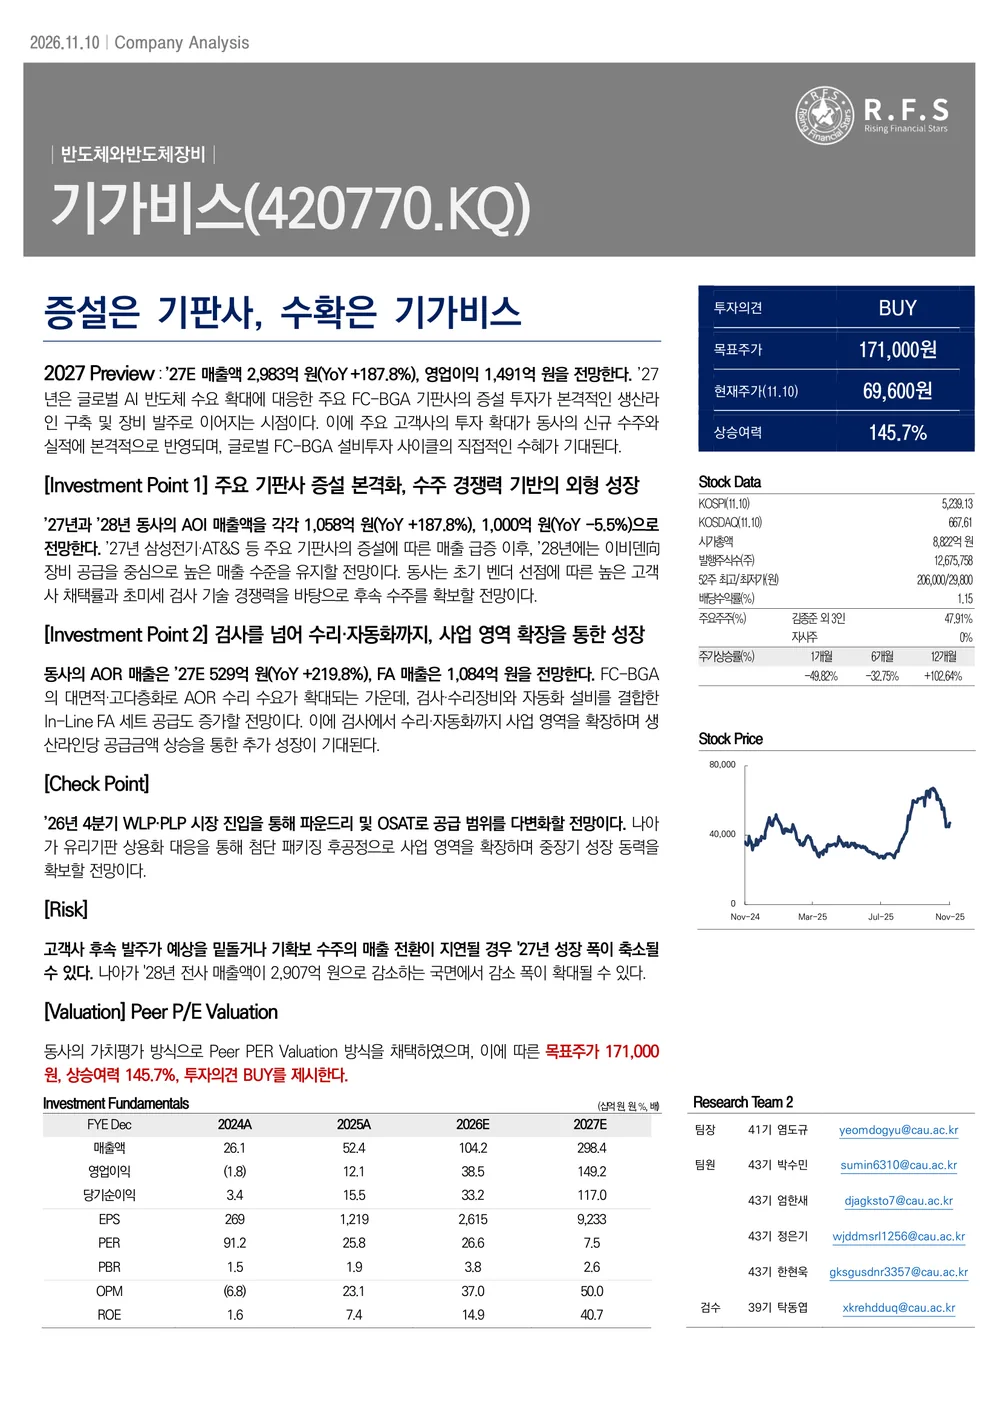 2026.11.10 | Company Analysis
R.F.S
Rising Financial Stars
R.F.S
Rising Financial Stars
| 반도체와반도체장비 |
기가비스(420770.KQ)
증설은 기판사, 수확은 기가비스
2027 Preview : '27E 매출액 2,983억 원(YoY +187.8%), 영업이익 1,491억 원을 전망한다. '27
년은 글로벌 AI 반도체 수요 확대에 대응한 주요 FC-BGA 기판사의 증설 투자가 본격적인 생산라
인 구축 및 장비 발주로 이어지는 시점이다. 이에 주요 고객사의 투자 확대가 동사의 신규 수주와
실적에 본격적으로 반영되며, 글로벌 FC-BGA 설비투자 사이클의 직접적인 수혜가 기대된다.
[Investment Point 1] 주요 기판사 증설 본격화, 수주 경쟁력 기반의 외형 성장
'27년과 '28년 동사의 AOI 매출액을 각각 1,058억 원(YoY +187.8%), 1,000억 원(YoY -5.5%)으로
전망한다. '27년 삼성전기·AT&S 등 주요 기판사의 증설에 따른 매출 급증 이후, '28년에는 이비덴向
장비 공급을 중심으로 높은 매출 수준을 유지할 전망이다. 동사는 초기 벤더 선점에 따른 높은 고객
사 채택률과 초미세 검사 기술 경쟁력을 바탕으로 후속 수주를 확보할 전망이다.
[Investment Point 2] 검사를 넘어 수리·자동화까지, 사업 영역 확장을 통한 성장
동사의 AOR 매출은 '27E 529억 원(YoY +219.8%), FA 매출은 1,084억 원을 전망한다. FC-BGA
의 대면적·고다층화로 AOR 수리 수요가 확대되는 가운데, 검사·수리장비와 자동화 설비를 결합한
In-Line FA 세트 공급도 증가할 전망이다. 이에 검사에서 수리·자동화까지 사업 영역을 확장하며 생
산라인당 공급금액 상승을 통한 추가 성장이 기대된다.
[Check Point]
'26년 4분기 WLP·PLP 시장 진입을 통해 파운드리 및 OSAT로 공급 범위를 다변화할 전망이다. 나아
가 유리기판 상용화 대응을 통해 첨단 패키징 후공정으로 사업 영역을 확장하며 중장기 성장 동력을
확보할 전망이다.
[Risk]
고객사 후속 발주가 예상을 밑돌거나 기확보 수주의 매출 전환이 지연될 경우 '27년 성장 폭이 축소될
수 있다. 나아가 '28년 전사 매출액이 2,907억 원으로 감소하는 국면에서 감소 폭이 확대될 수 있다.
[Valuation] Peer P/E Valuation
동사의 가치평가 방식으로 Peer PER Valuation 방식을 채택하였으며, 이에 따른 목표주가 171,000
원, 상승여력 145.7%, 투자의견 BUY를 제시한다.
Investment Fundamentals (십억 원, 원, %, 배)
FYE Dec 2024A 2025A 2026E 2027E
매출액 26.1 52.4 104.2 298.4
영업이익 (1.8) 12.1 38.5 149.2
당기순이익 3.4 15.5 33.2 117.0
EPS 269 1,219 2,615 9,233
PER 91.2 25.8 26.6 7.5
PBR 1.5 1.9 3.8 2.6
OPM (6.8) 23.1 37.0 50.0
ROE 1.6 7.4 14.9 40.7
투자의견 BUY
목표주가 171,000원
현재주가(11.10) 69,600원
상승여력 145.7%
Stock Data
KOSPI(11.10) 5,239.13
KOSDAQ(11.10) 667.61
시가총액 8,822억 원
발행주식수(주) 12,675,758
52주 최고/최저가(원) 206,000/29,800
배당수익률(%) 1.15
주요주주(%) 김종준 외 3인 47.91%
자사주 0%
주가상승률(%) 1개월 6개월 12개월
-49.82% -32.75% +102.64%
Stock Price
80,000
40,000
0
Nov-24 Mar-25 Jul-25 Nov-25
Research Team 2
팀장 41기 염도규 yeomdogyu@cau.ac.kr
팀원 43기 박수민 sumin6310@cau.ac.kr
43기 엄한새 djagksto7@cau.ac.kr
43기 정은기 wjddmsrl1256@cau.ac.kr
43기 한현욱 gksgusdnr3357@cau.ac.kr
검수 39기 탁동엽 xkrehdduq@cau.ac.kr